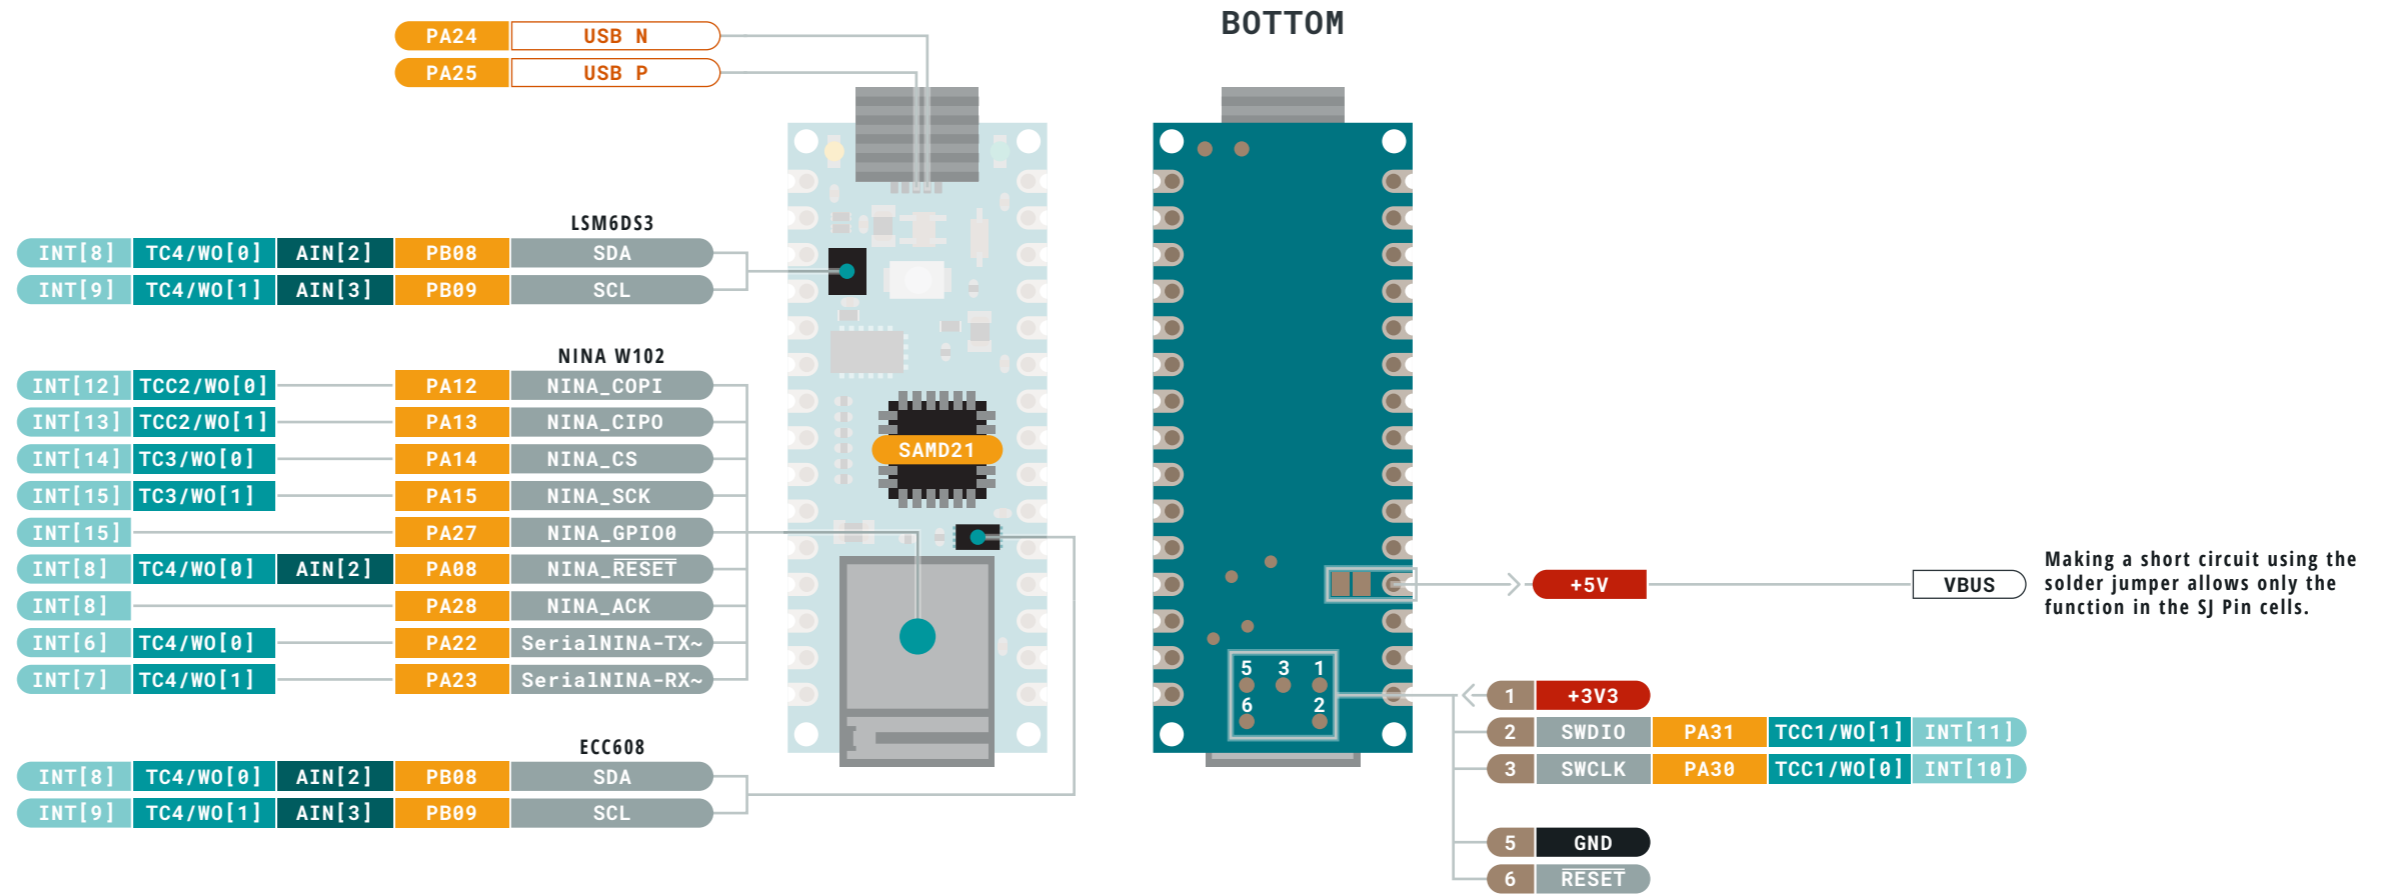 BOTTOM
PA24 USB N
PA25 USB P
LSM6DS3
INT[8] TC4/WO[0] AIN[2] PB08 SDA
INT[9] TC4/WO[1] AIN[3] PB09 SCL
NINA W102
INT[12] TCC2/WO[0] PA12 NINA_COPI
INT[13] TCC2/WO[1] PA13 NINA_CIPO
INT[14] TC3/WO[0] PA14 NINA_CS
INT[15] TC3/WO[1] PA15 NINA_SCK
INT[15] PA27 NINA_GPIO0
INT[8] TC4/WO[0] AIN[2] PA08 NINA_RESET
INT[8] PA28 NINA_ACK
INT[6] TC4/WO[0] PA22 SerialNINA-TX~
INT[7] TC4/WO[1] PA23 SerialNINA-RX~
ECC608
INT[8] TC4/WO[0] AIN[2] PB08 SDA
INT[9] TC4/WO[1] AIN[3] PB09 SCL
SAMD21
+5V VBUS
Making a short circuit using the
solder jumper allows only the
function in the SJ Pin cells.
5 3 1
6 2
1 +3V3
2 SWDIO PA31 TCC1/WO[1] INT[11]
3 SWCLK PA30 TCC1/WO[0] INT[10]
5 GND
6 RESET